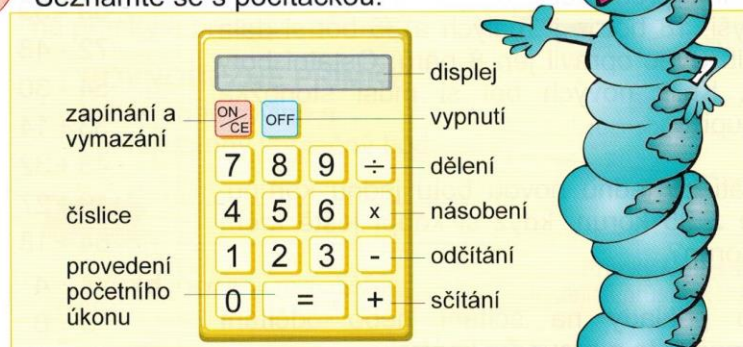 Seznamte se s počítačkou.
displej
zapínání a
vymazání
ON/CE
OFF
vypnutí
7 8 9 ÷
dělení
číslice
4 5 6 x
násobení
1 2 3 -
odčítání
provedení
početního
úkonu
0 = +
sčítání